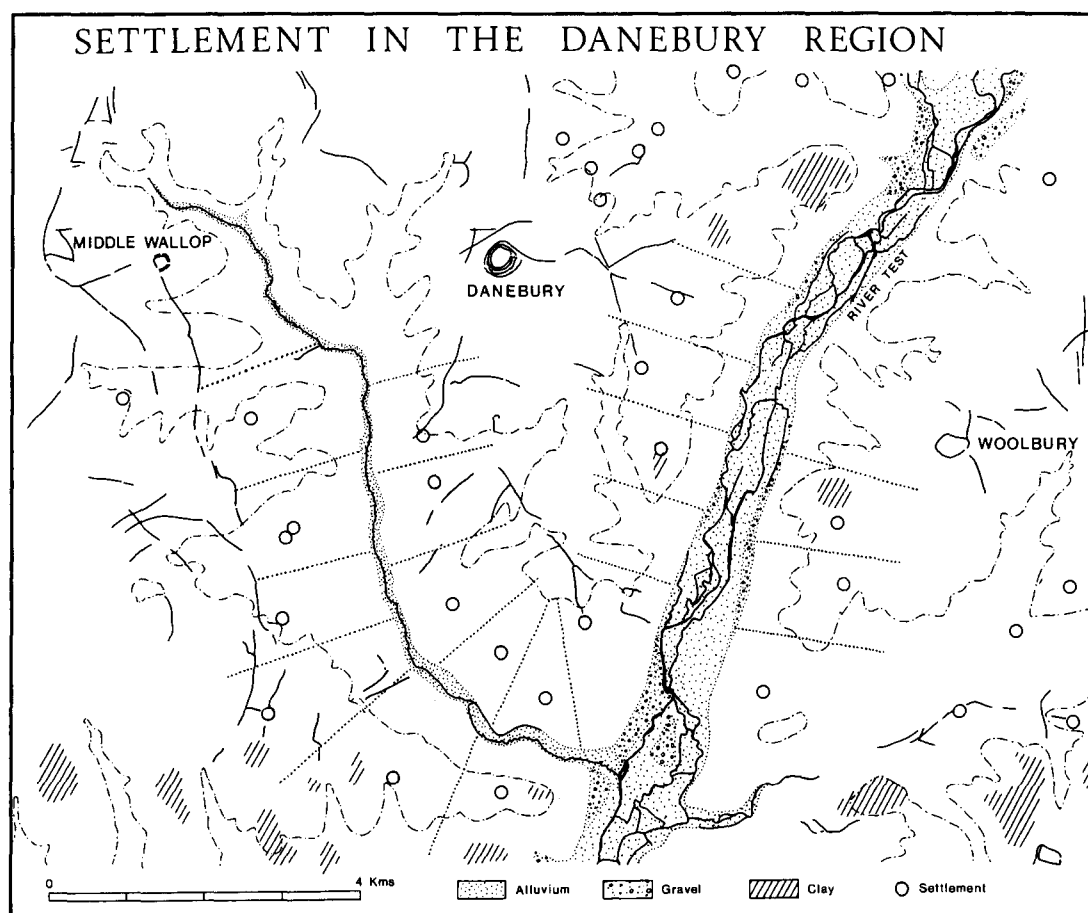 SETTLEMENT IN THE DANEBURY REGION
MIDDLE WALLOP
DANEBURY
RIVER TEST
WOOLBURY
0 4 Kms
Alluvium Gravel Clay Settlement